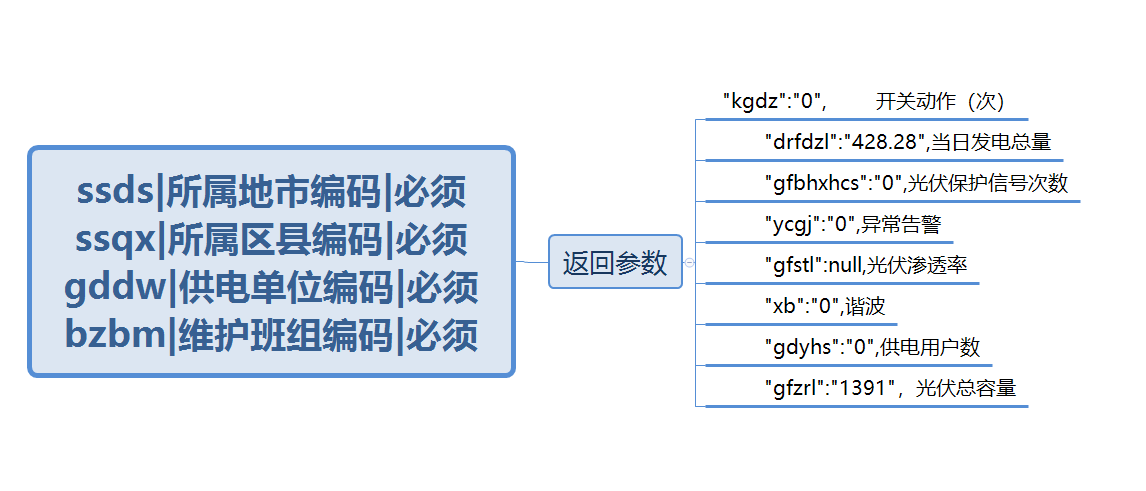 ssds|所属地市编码|必须
ssqx|所属区县编码|必须
gddw|供电单位编码|必须
bzbm|维护班组编码|必须
返回参数
"kgdz":"0", 开关动作（次）
"drfdzl":"428.28",当日发电总量
"gfbhxhcs":"0",光伏保护信号次数
"ycgj":"0",异常告警
"gfstl":null,光伏渗透率
"xb":"0",谐波
"gdyhs":"0",供电用户数
"gfzrl":"1391"，光伏总容量